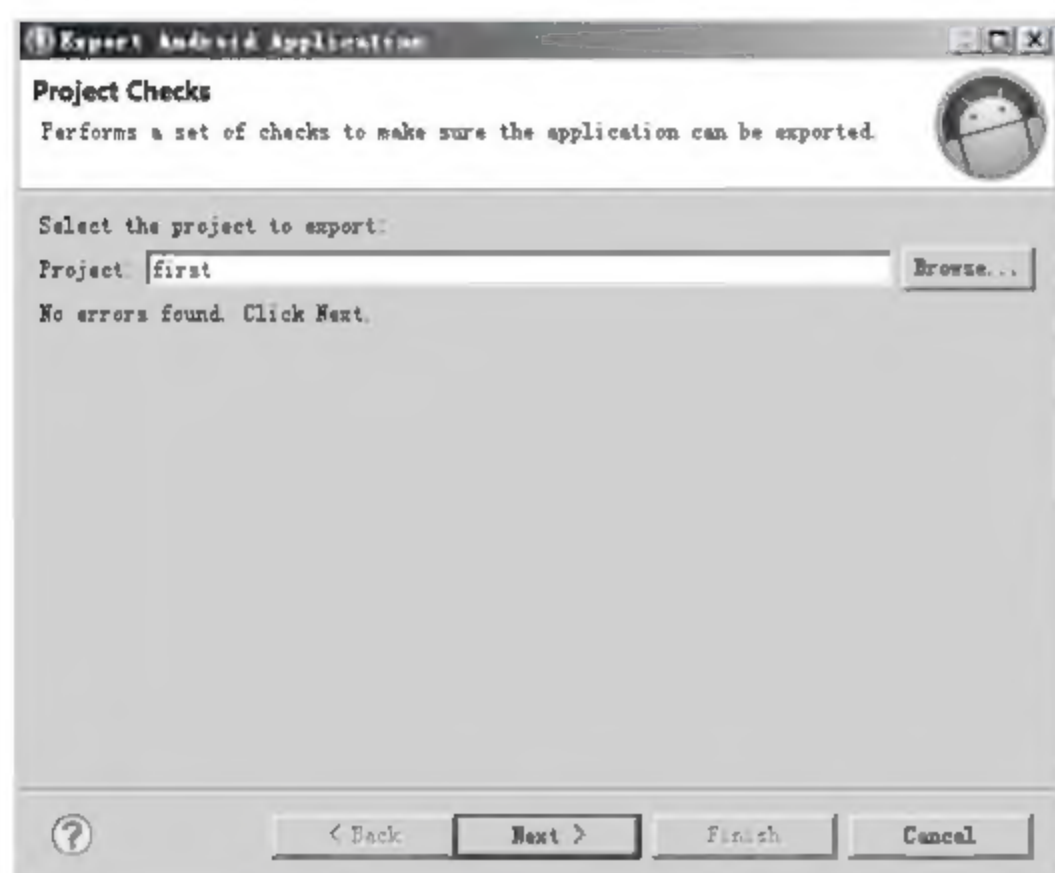 Export Android Application
Project Checks
Performs a set of checks to make sure the application can be exported.
Select the project to export:
Project: first Browse...
No errors found. Click Next.
? < Back Next > Finish Cancel